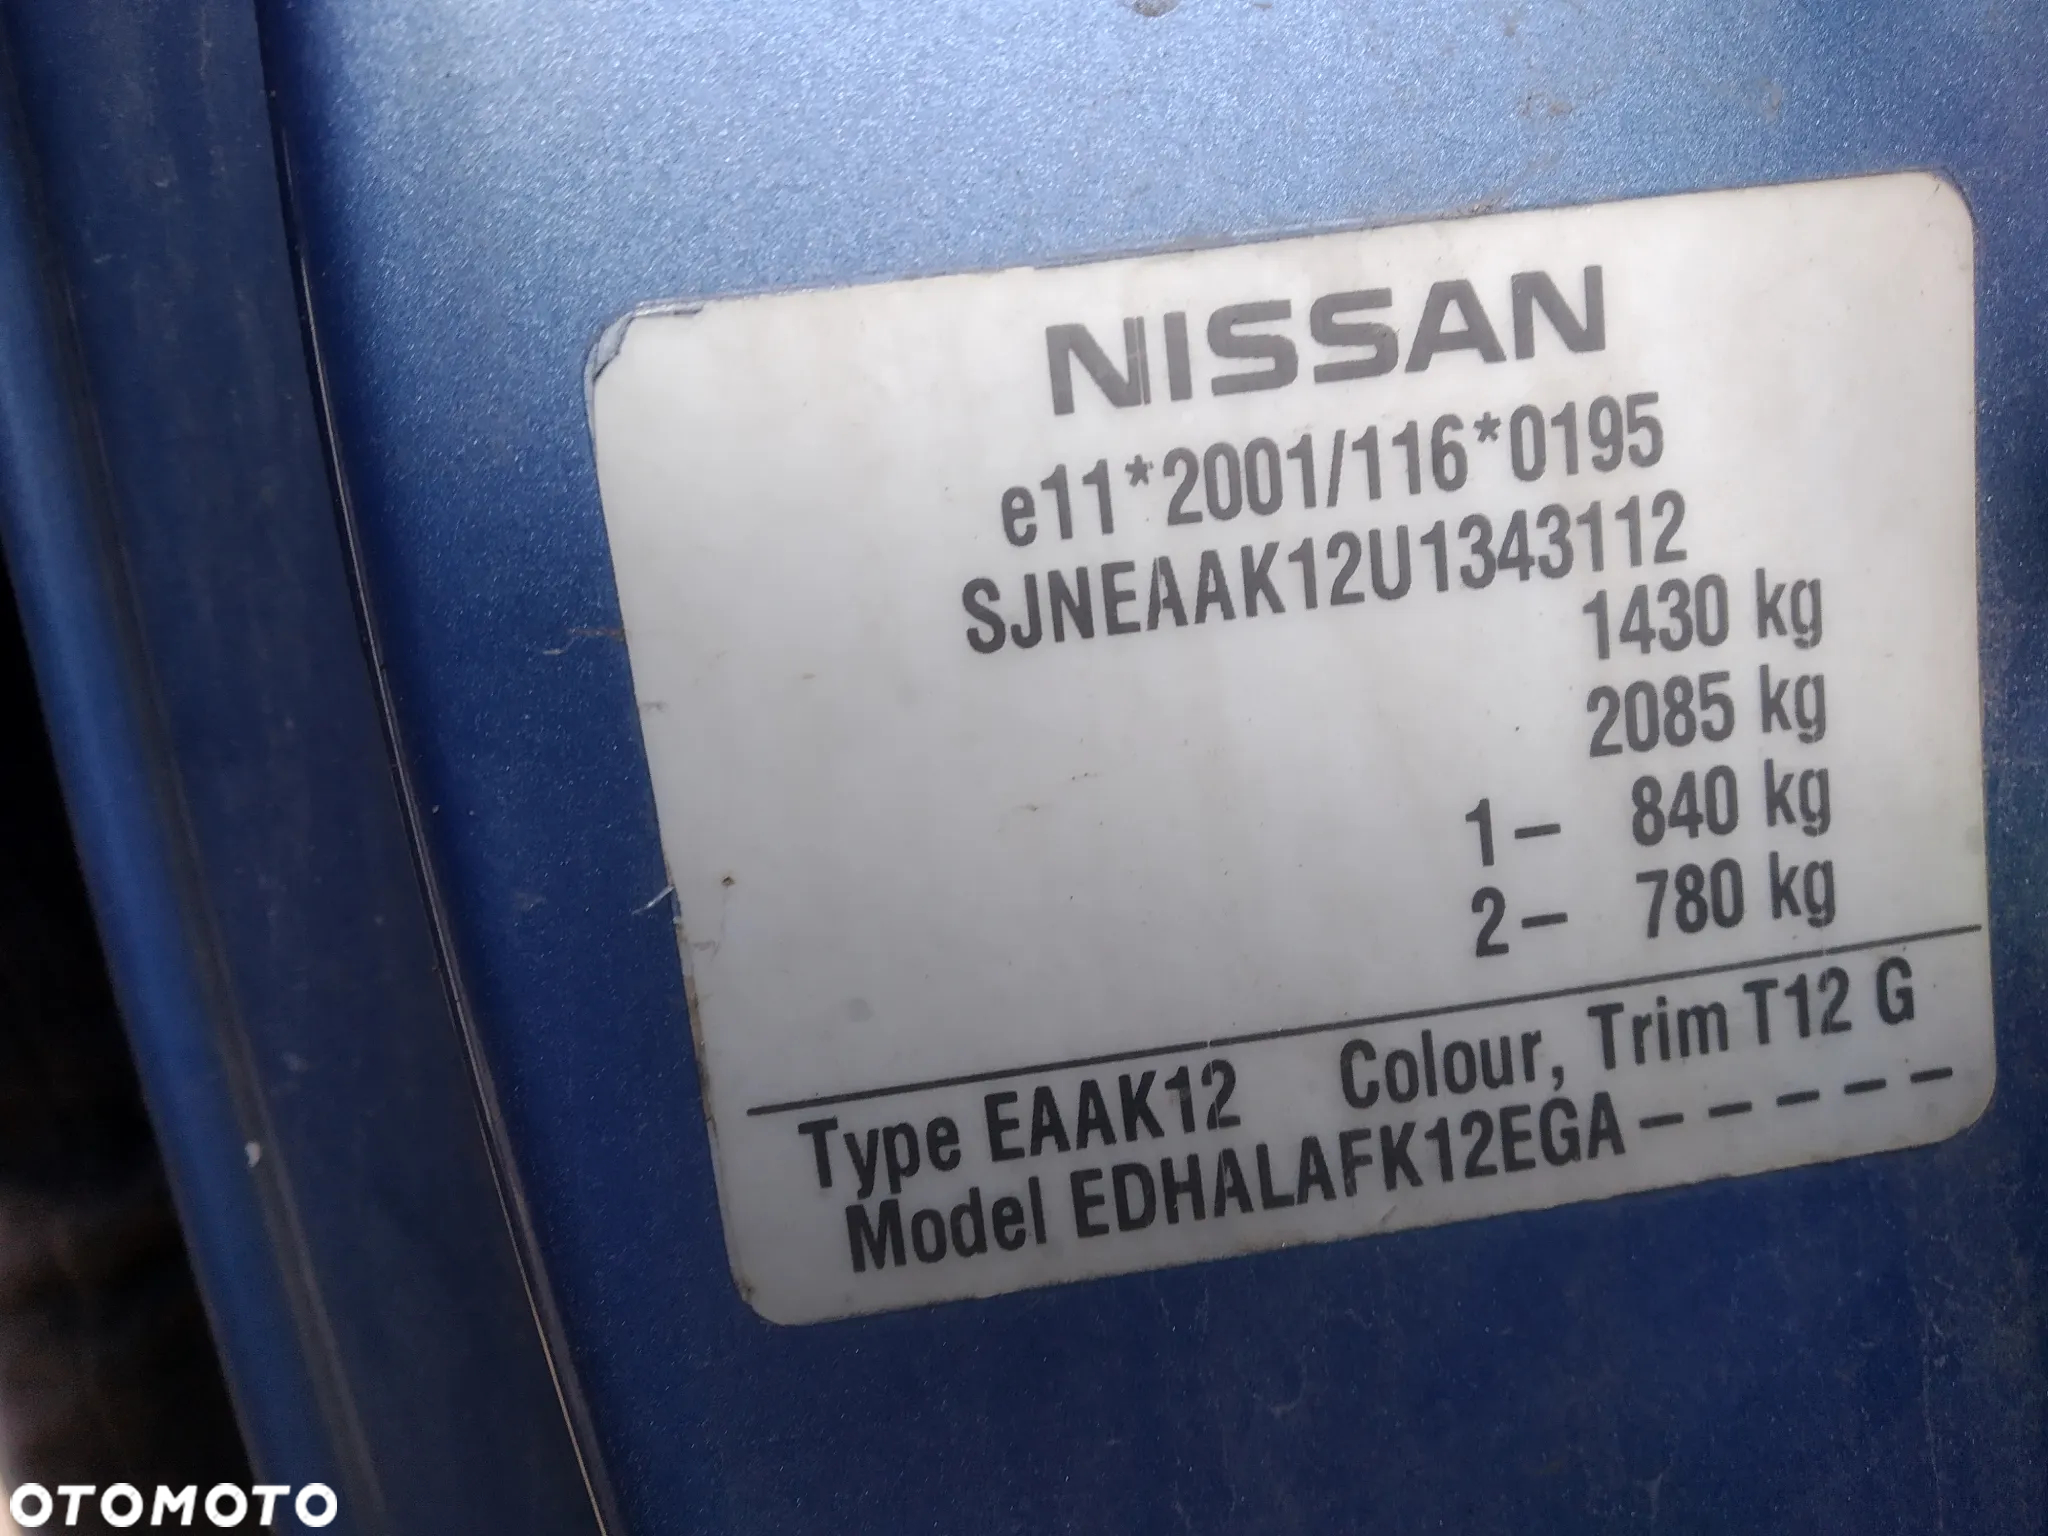 NISSAN
e11*2001/116*0195
SJNEAAK12U1343112
1430 kg
2085 kg
1– 840 kg
2– 780 kg
Type EAAK12 Colour, Trim T12 G
Model EDHALAFK12EGA– – – – –
OTOMOTO